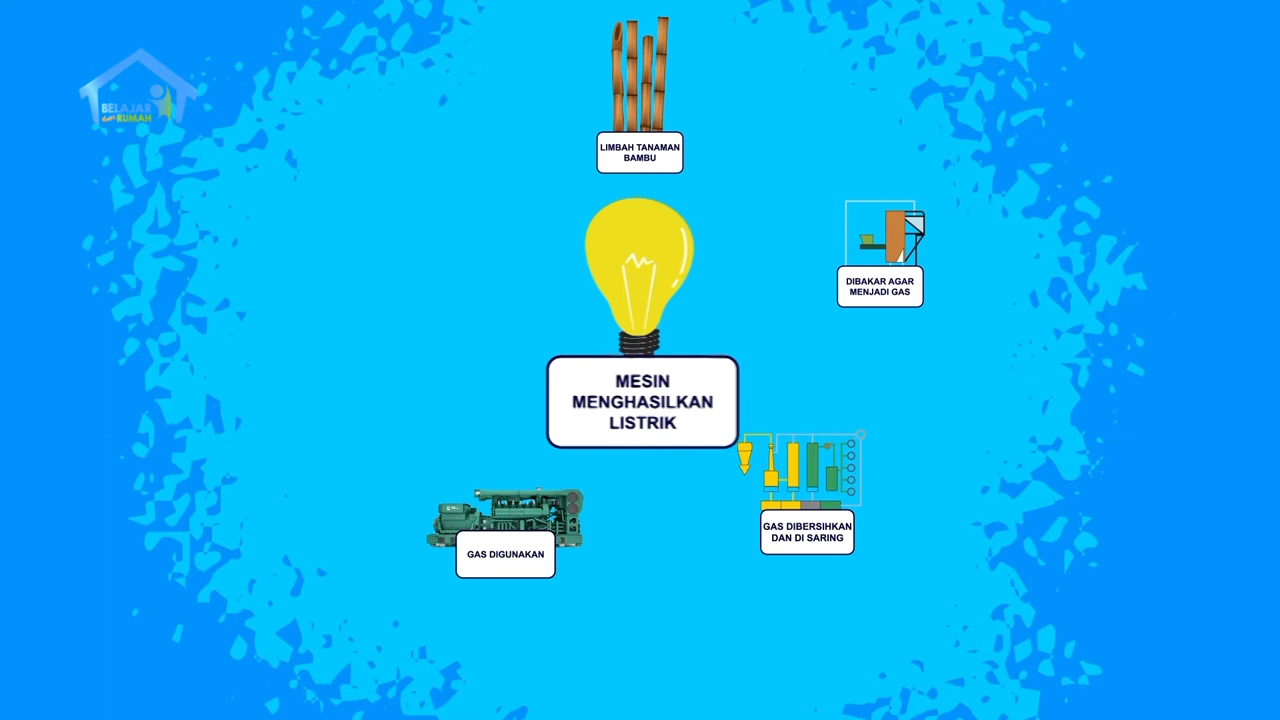 BELAJAR
dari RUMAH
LIMBAH TANAMAN
BAMBU
DIBAKAR AGAR
MENJADI GAS
MESIN
MENGHASILKAN
LISTRIK
GAS DIBERSIHKAN
DAN DI SARING
GAS DIGUNAKAN